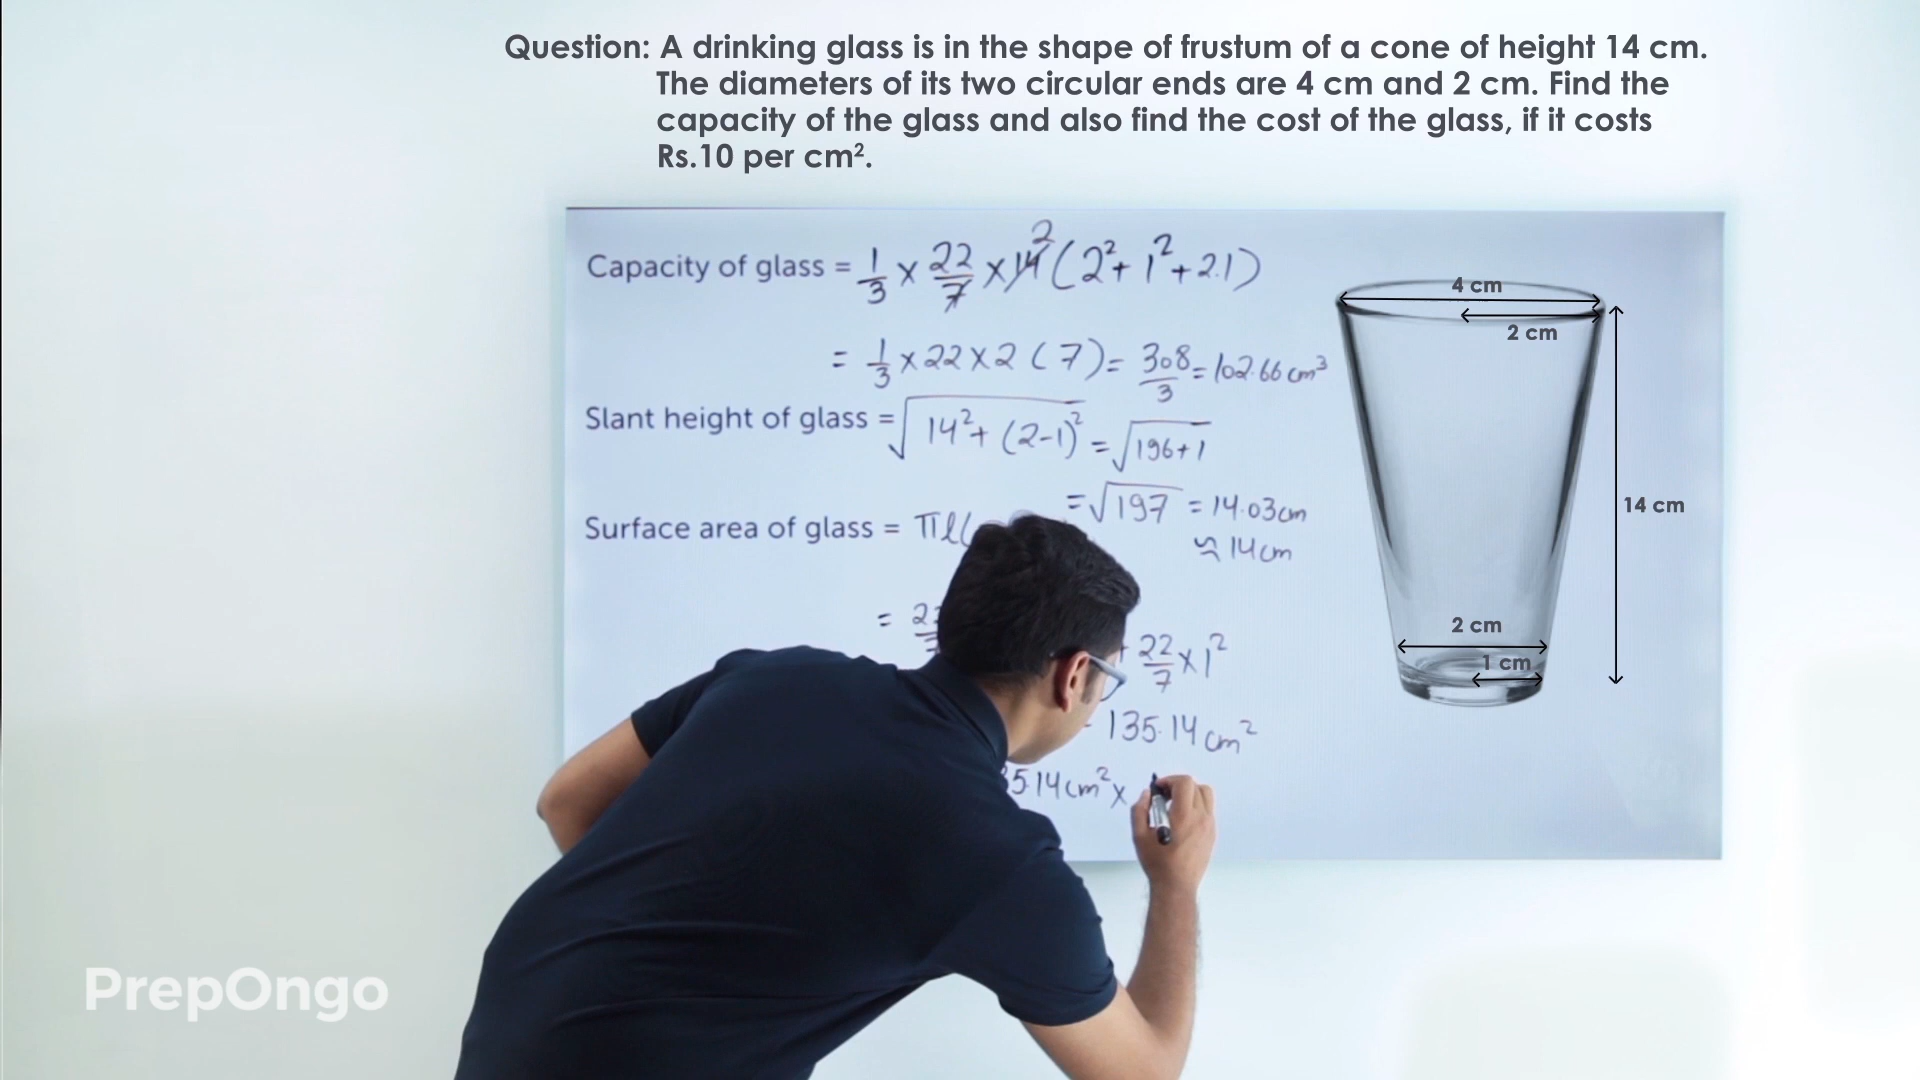 Question: A drinking glass is in the shape of frustum of a cone of height 14 cm.
The diameters of its two circular ends are 4 cm and 2 cm. Find the
capacity of the glass and also find the cost of the glass, if it costs
Rs.10 per cm².
Capacity of glass = 1/3 × 22/7 × 14 2 (2² + 1² + 2.1)
= 1/3 × 22 × 2 (7) = 308/3 = 102.66 cm³
Slant height of glass = √14² + (2-1)² = √196+1
= √197 = 14.03cm
≈ 14cm
Surface area of glass = πl(
= 2
22/7 × 1²
135.14 cm²
5.14 cm² ×
4 cm
2 cm
14 cm
2 cm
1 cm
PrepOngo